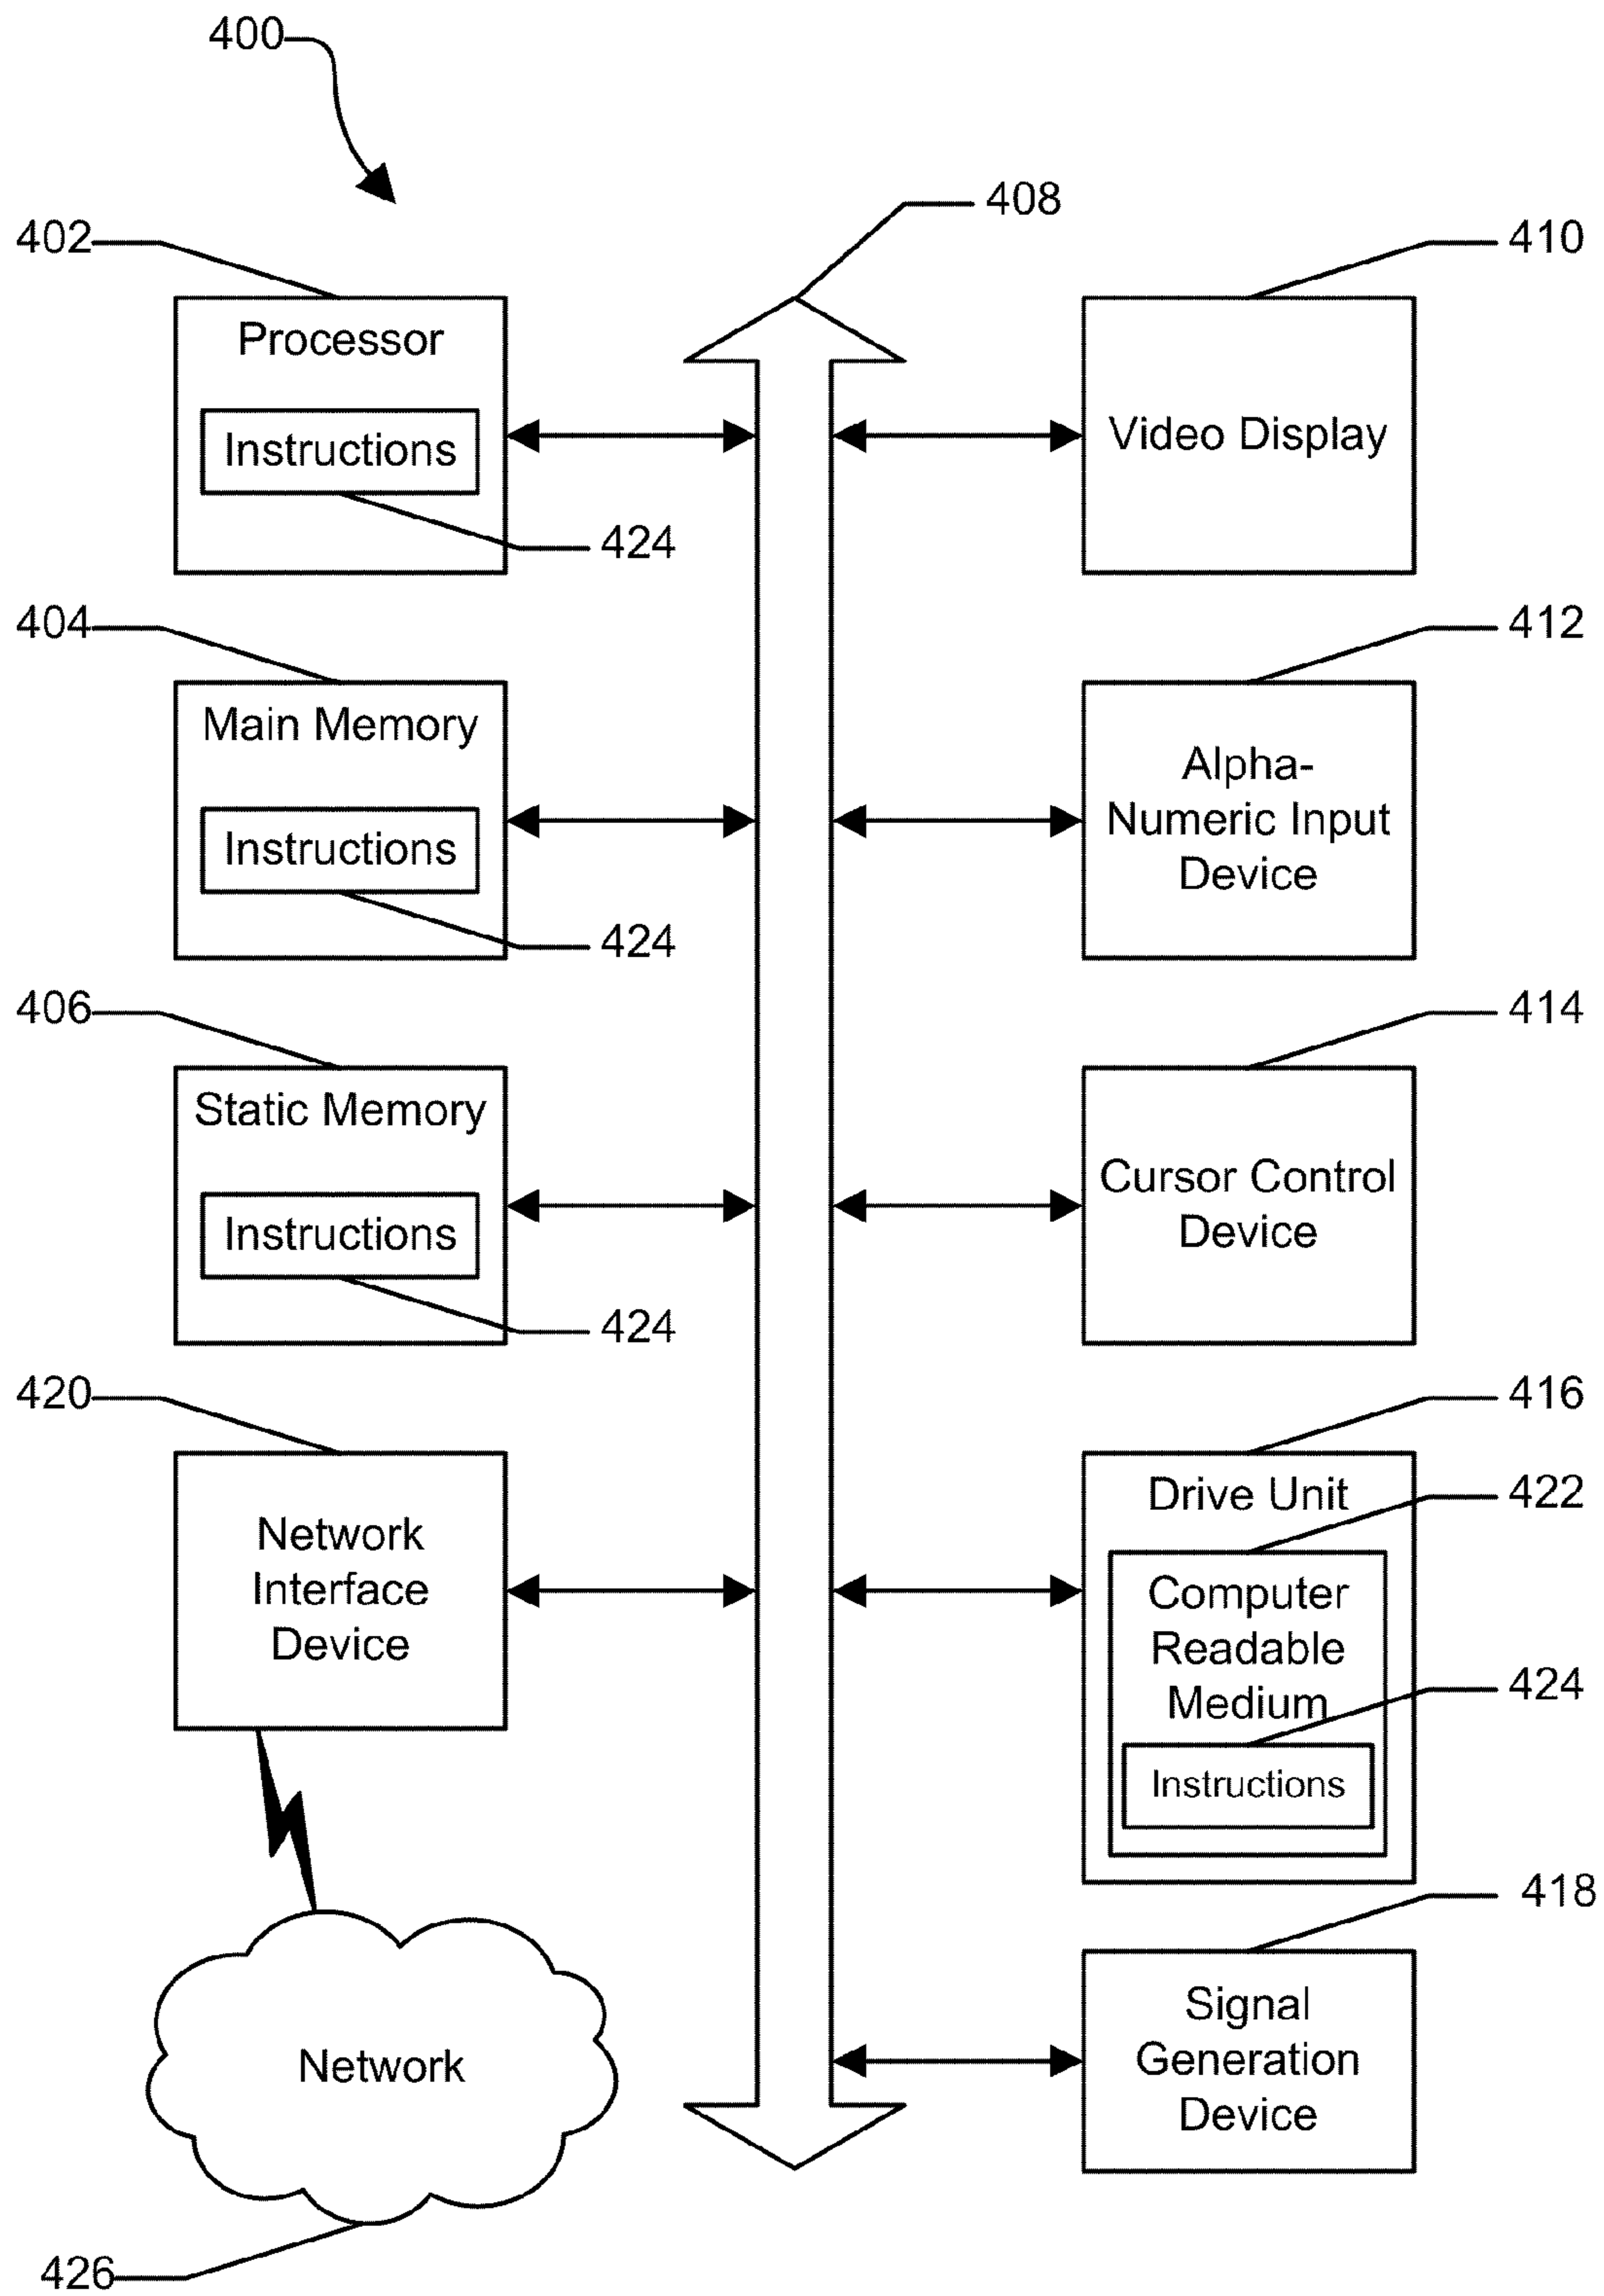 400
408
402
Processor
Instructions
424
410
Video Display
404
Main Memory
Instructions
424
412
Alpha-
Numeric Input
Device
406
Static Memory
Instructions
424
414
Cursor Control
Device
420
Network
Interface
Device
416
Drive Unit
422
Computer
Readable
Medium
424
Instructions
418
Signal
Generation
Device
Network
426